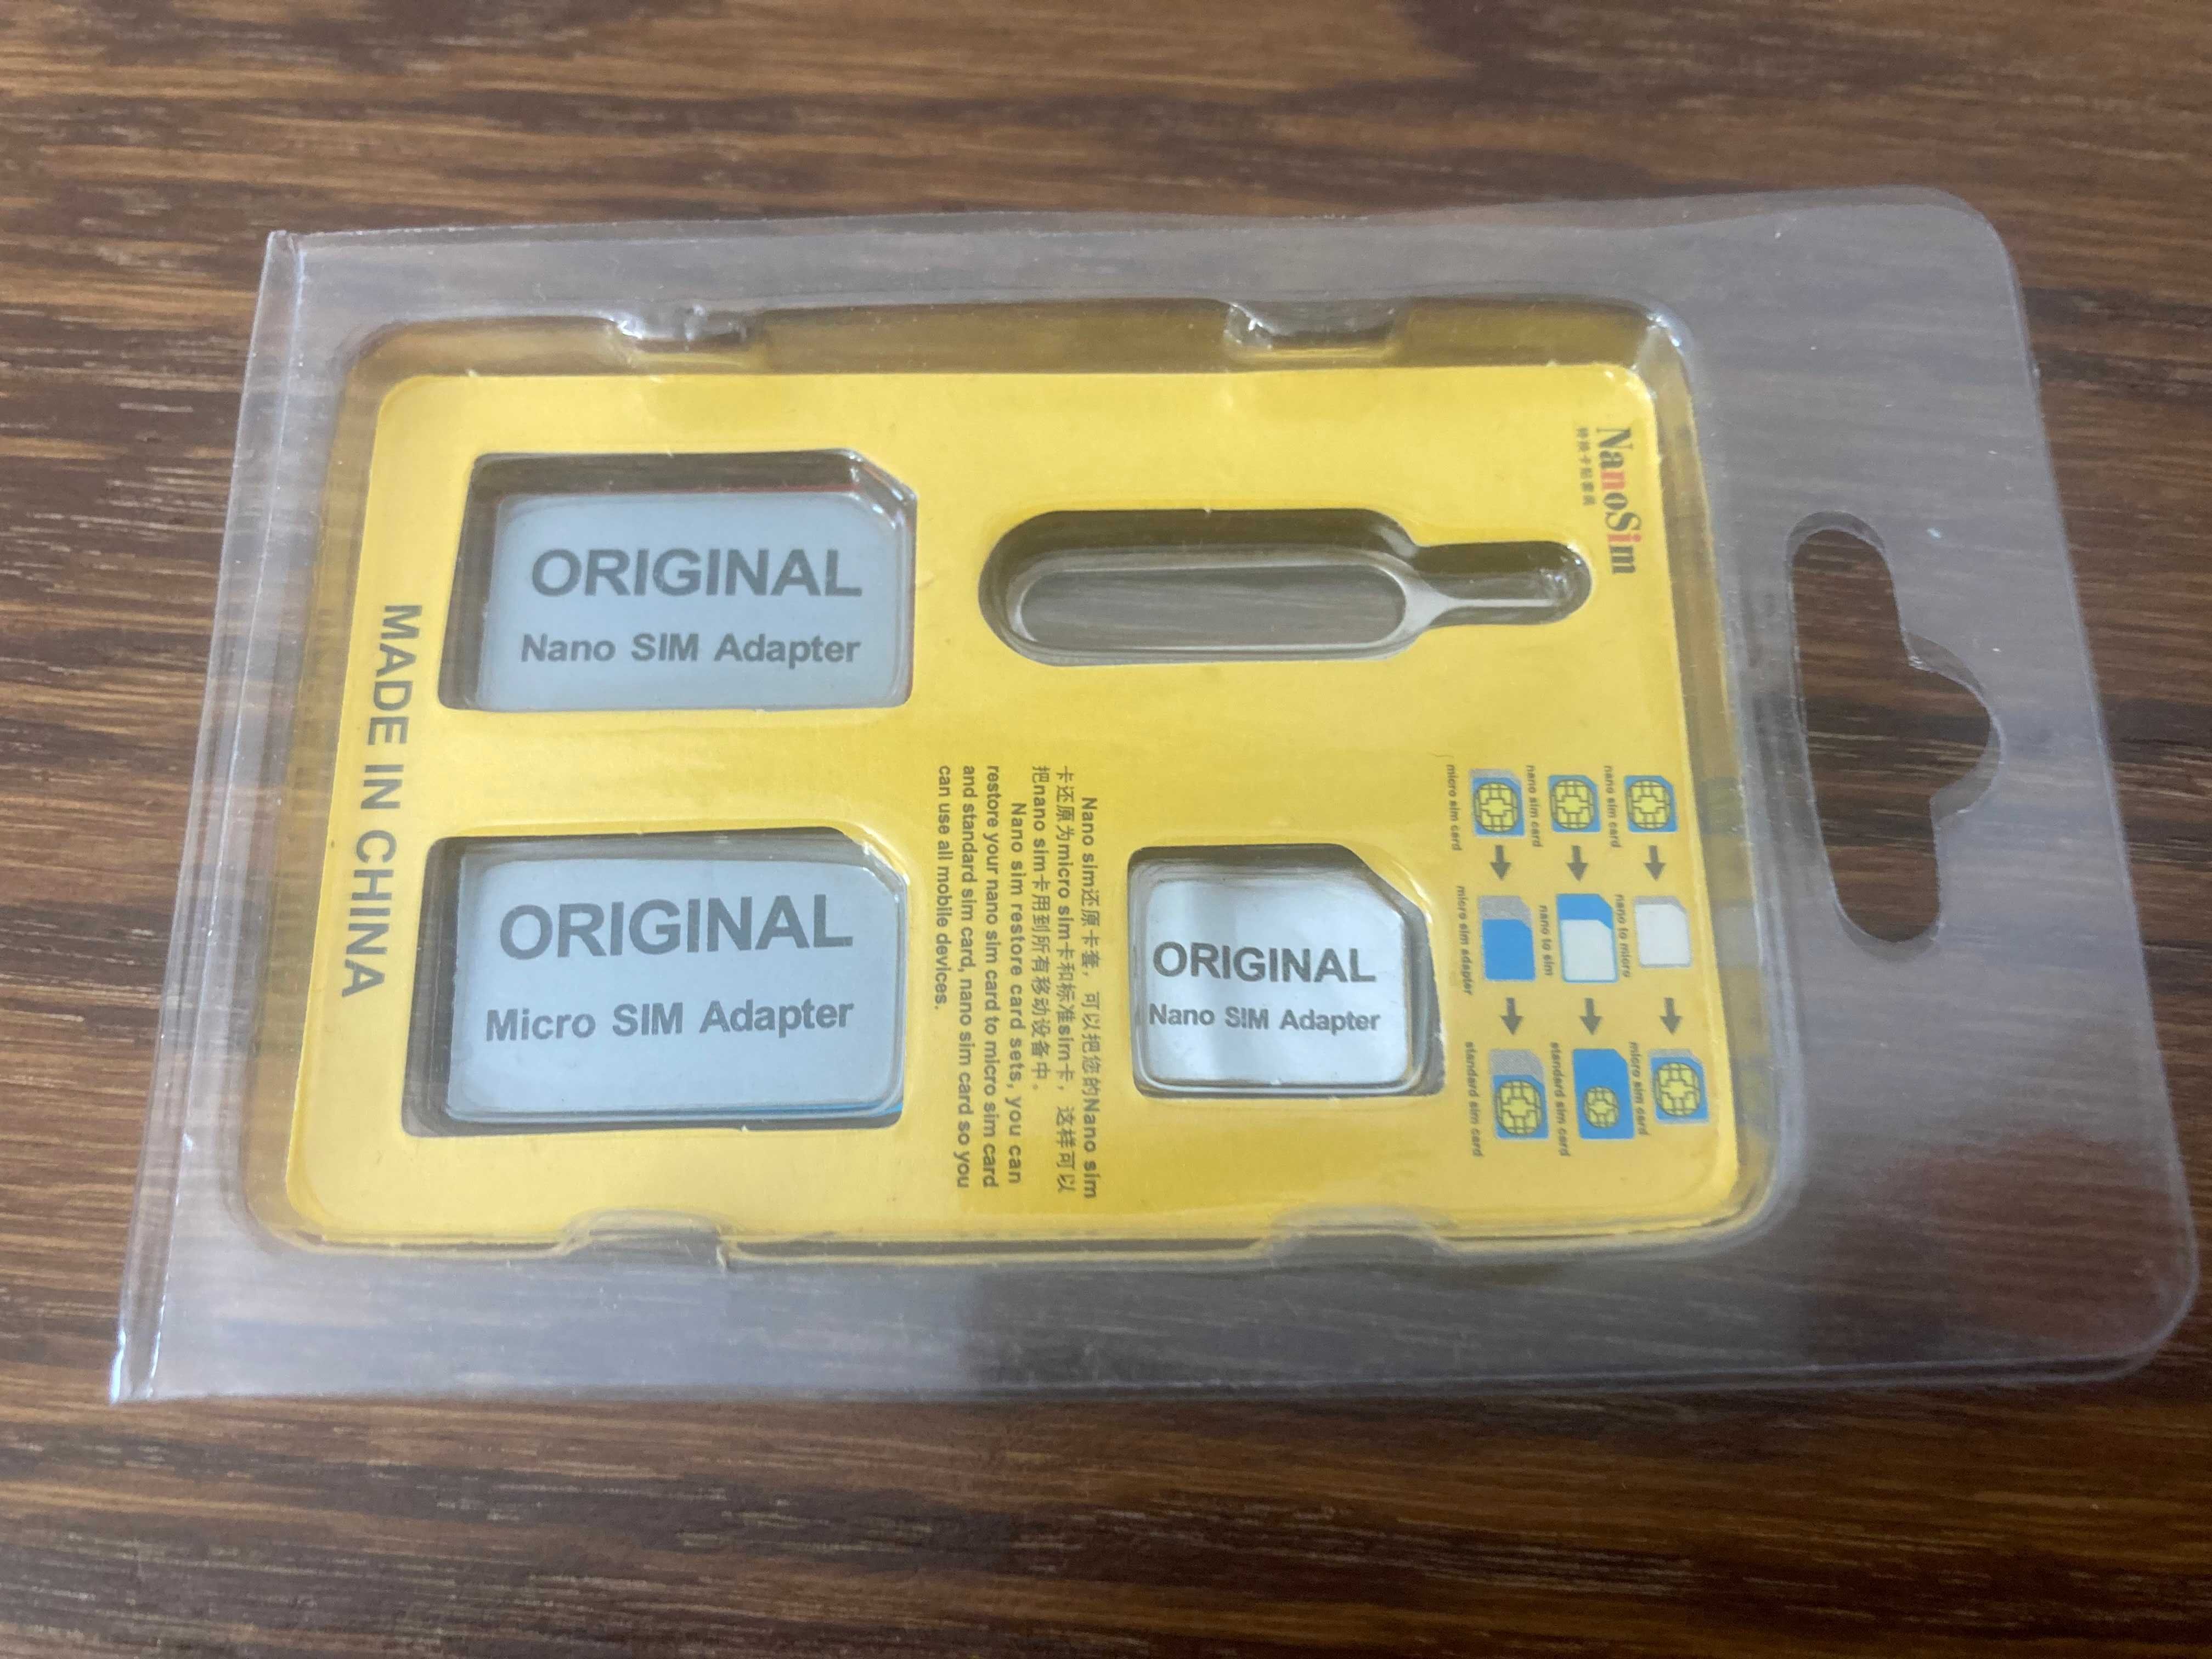 NanoSim
nano sim card
nano to micro
micro sim card
nano sim card
nano to sim
standard sim card
micro sim card
micro sim adapter
standard sim card
Nano sim还原卡套，可以把您的Nano sim
卡还原为micro sim卡和标准sim卡，这样可以
把nano sim卡用到所有移动设备中。
Nano sim restore card sets, you can
restore your nano sim card to micro sim card
and standard sim card, nano sim card so you
can use all mobile devices.
ORIGINAL
Nano SIM Adapter
ORIGINAL
Micro SIM Adapter
ORIGINAL
Nano SIM Adapter
MADE IN CHINA